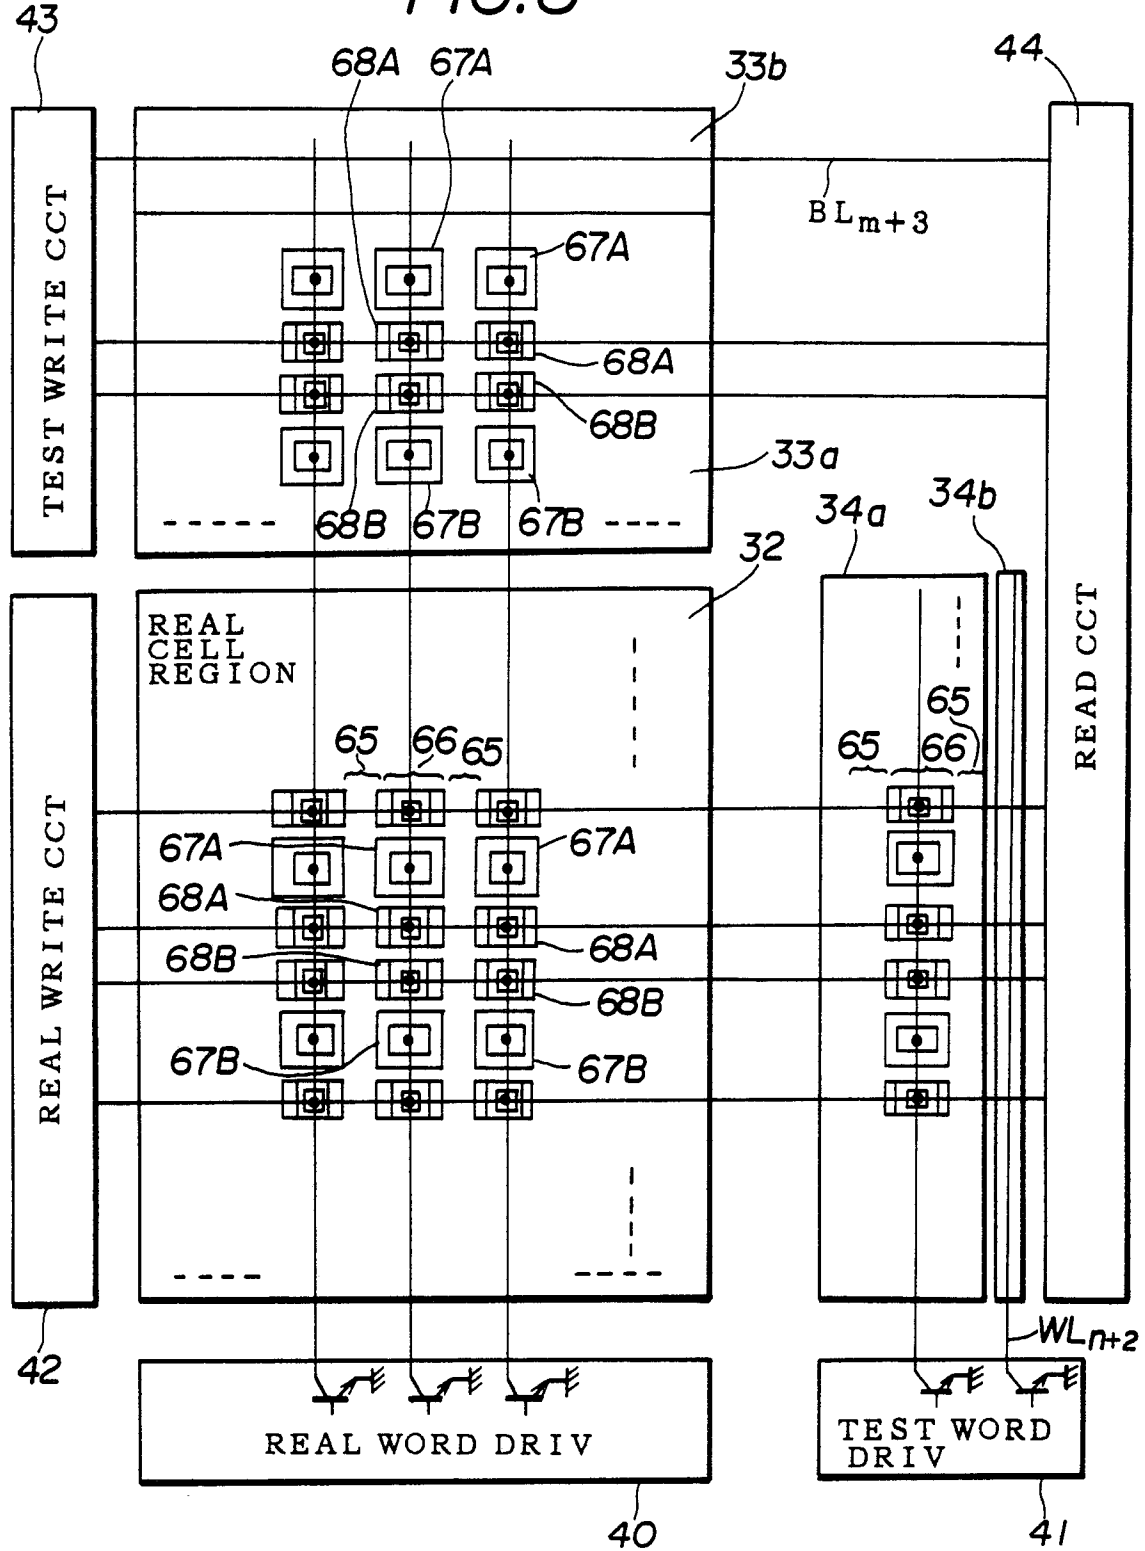 43
68A 67A
33b
44
BLm+3
TEST WRITE CCT
67A
68A
68B
33a
68B 67B 67B
34a
34b
32
REAL
CELL
REGION
READ CCT
65 66 65
65
65 66
REAL WRITE CCT
67A
67A
68A
68A
68B
68B
67B
67B
42
WLn+2
REAL WORD DRIV
TEST WORD
DRIV
40
41